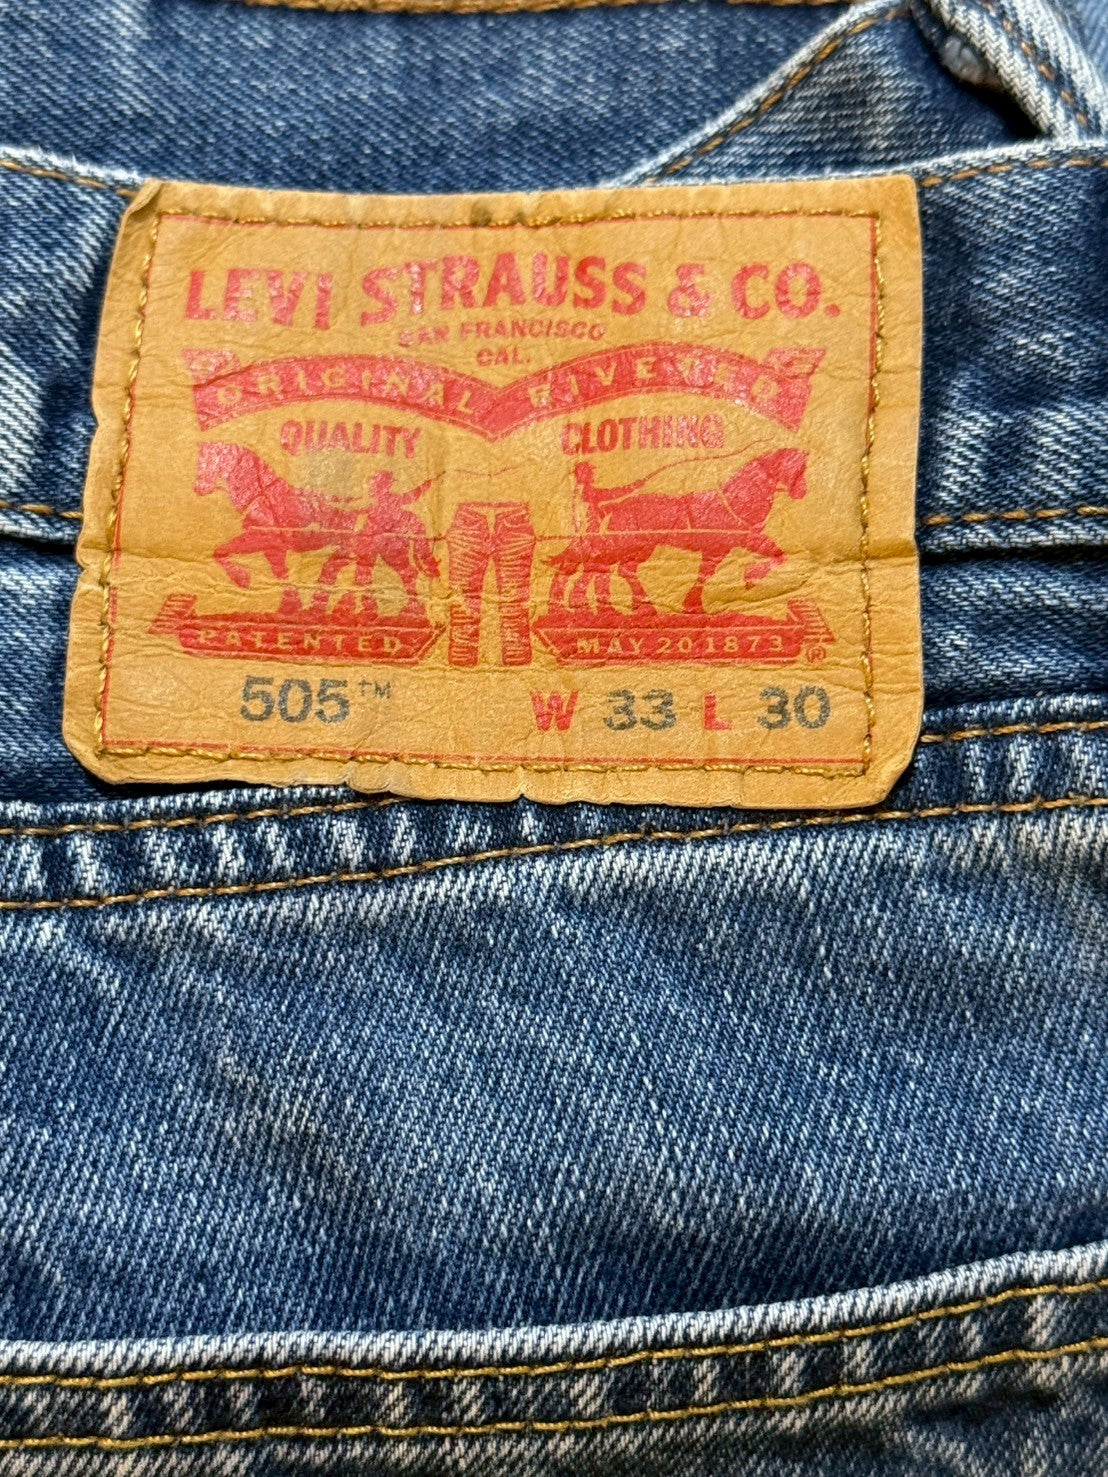 LEVI STRAUSS & CO.
SAN FRANCISCO
CAL.
ORIGINAL RIVETED
QUALITY CLOTHING
PATENTED MAY 20 1873 ®
505™ W 33 L 30